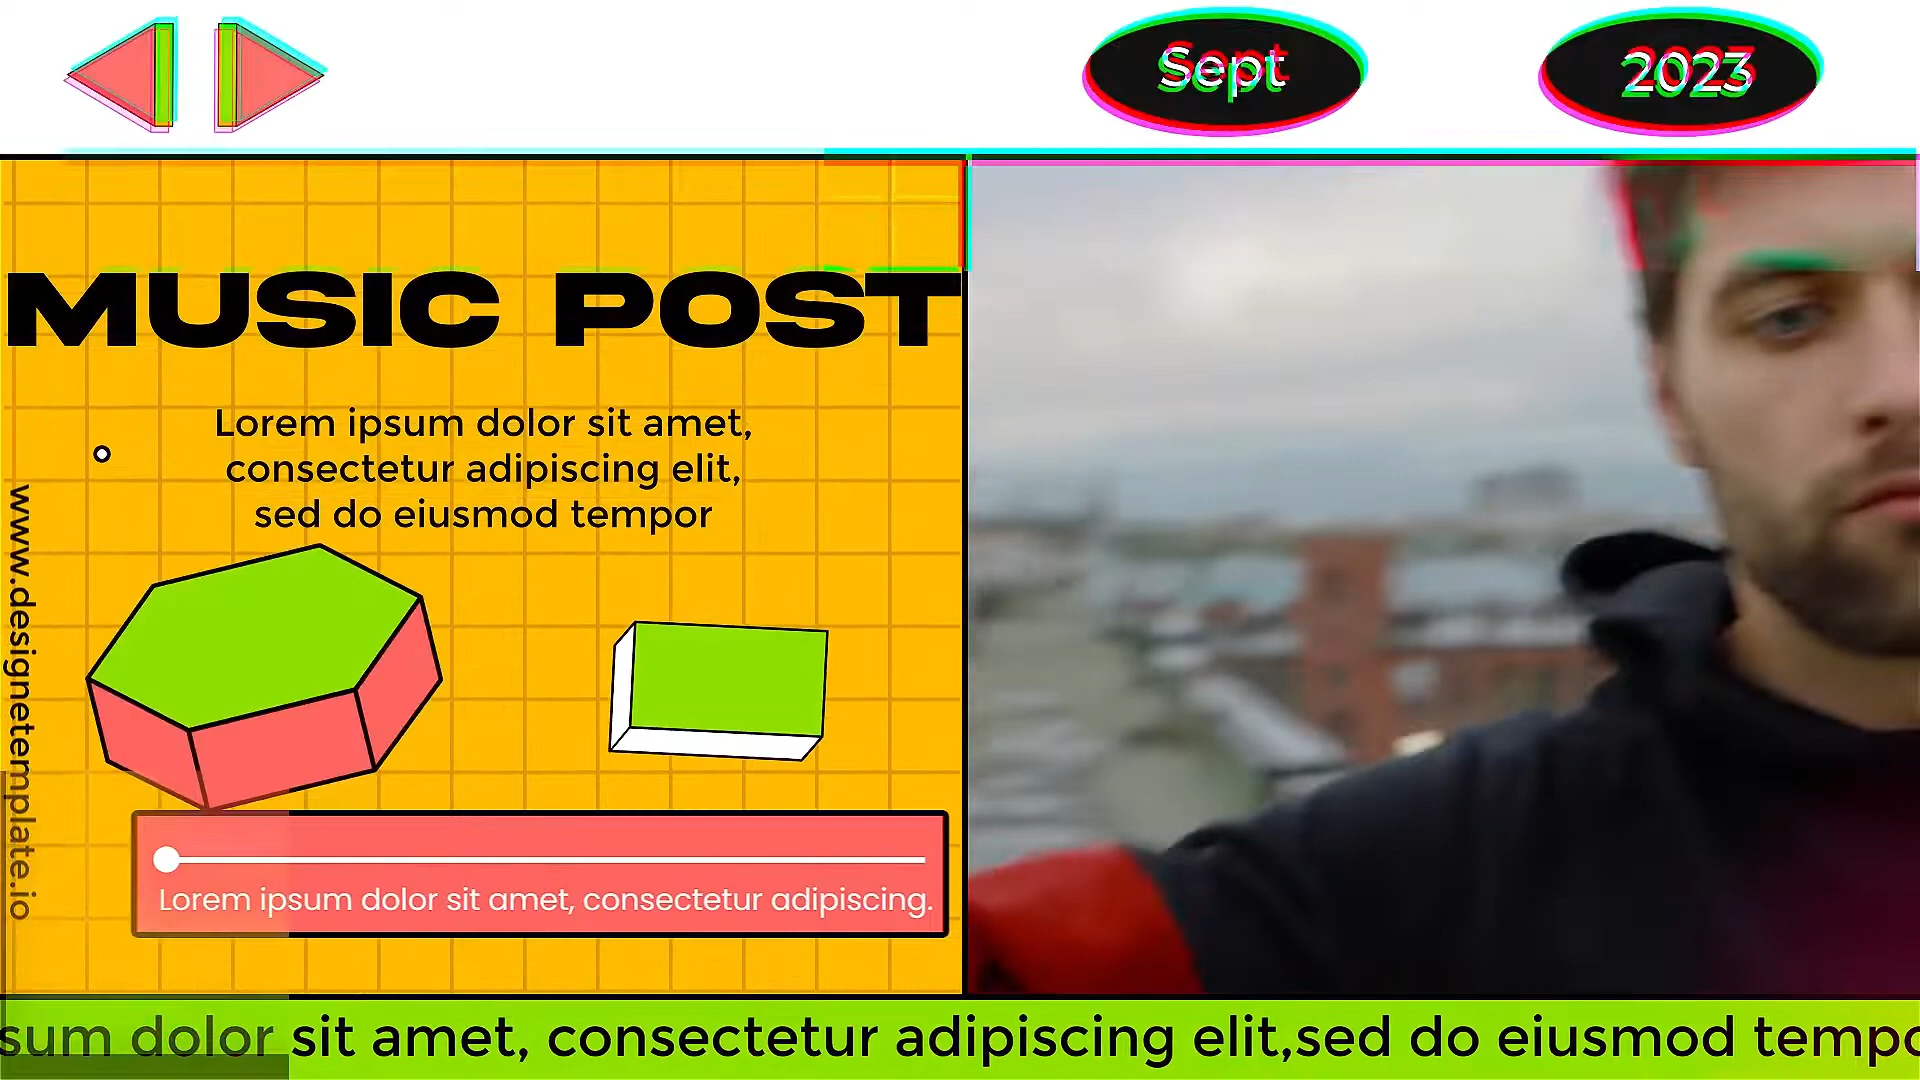 Sept
2023
MUSIC POST
Lorem ipsum dolor sit amet,
consectetur adipiscing elit,
sed do eiusmod tempor
www.designetemplate.io
Lorem ipsum dolor sit amet, consectetur adipiscing.
sum dolor sit amet, consectetur adipiscing elit,sed do eiusmod tempo